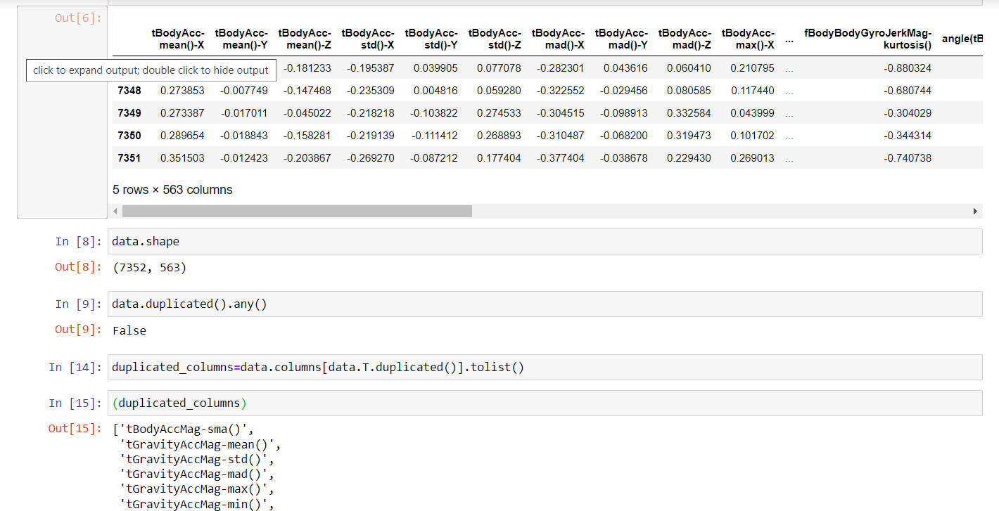 Out[6]:
tBodyAcc-mean()-X tBodyAcc-mean()-Y tBodyAcc-mean()-Z tBodyAcc-std()-X tBodyAcc-std()-Y tBodyAcc-std()-Z tBodyAcc-mad()-X tBodyAcc-mad()-Y tBodyAcc-mad()-Z tBodyAcc-max()-X ... fBodyBodyGyroJerkMag-kurtosis() angle(tB
click to expand output; double click to hide output
-0.181233 -0.195387 0.039905 0.077078 -0.282301 0.043616 0.060410 0.210795 ... -0.880324
7348 0.273853 -0.007749 -0.147468 -0.235309 0.004816 0.059280 -0.322552 -0.029456 0.080585 0.117440 ... -0.680744
7349 0.273387 -0.017011 -0.045022 -0.218218 -0.103822 0.274533 -0.304515 -0.098913 0.332584 0.043999 ... -0.304029
7350 0.289654 -0.018843 -0.158281 -0.219139 -0.111412 0.268893 -0.310487 -0.068200 0.319473 0.101702 ... -0.344314
7351 0.351503 -0.012423 -0.203867 -0.269270 -0.087212 0.177404 -0.377404 -0.038678 0.229430 0.269013 ... -0.740738
5 rows × 563 columns
In [8]: data.shape
Out[8]: (7352, 563)
In [9]: data.duplicated().any()
Out[9]: False
In [14]: duplicated_columns=data.columns[data.T.duplicated()].tolist()
In [15]: (duplicated_columns)
Out[15]: ['tBodyAccMag-sma()',
'tGravityAccMag-mean()',
'tGravityAccMag-std()',
'tGravityAccMag-mad()',
'tGravityAccMag-max()',
'tGravityAccMag-min()',